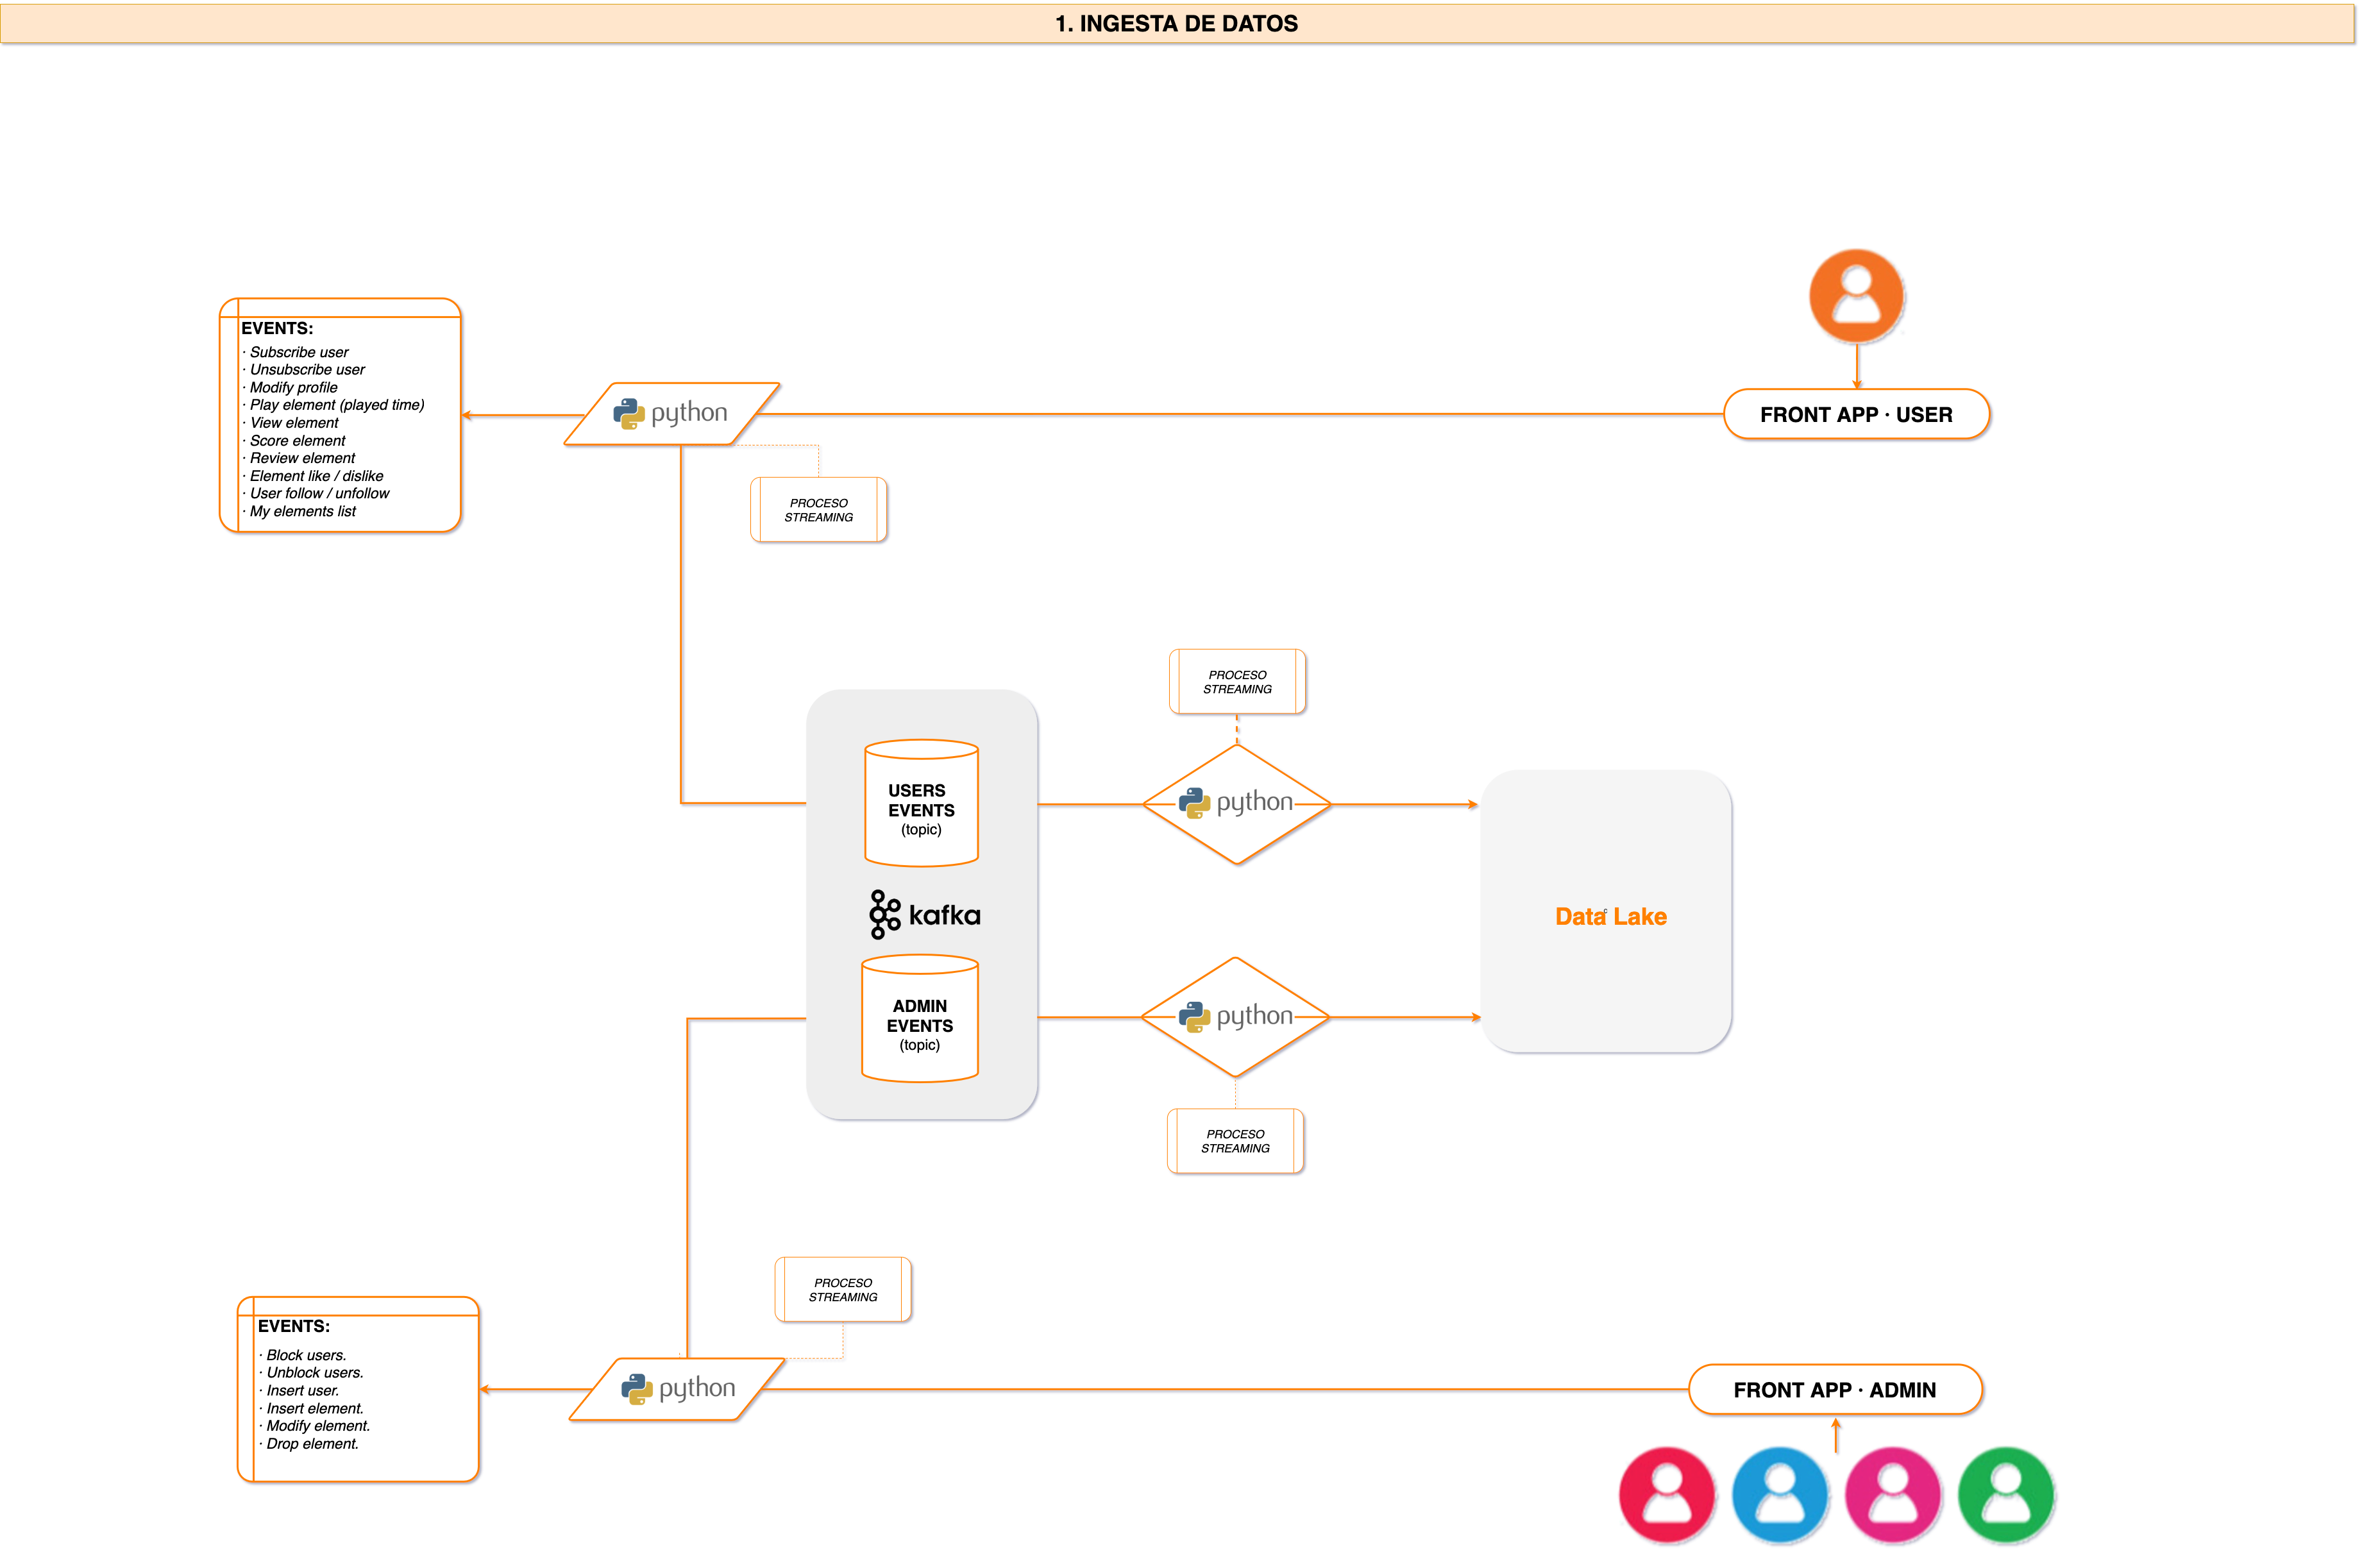 1. INGESTA DE DATOS
EVENTS:
· Subscribe user
· Unsubscribe user
· Modify profile
· Play element (played time)
· View element
· Score element
· Review element
· Element like / dislike
· User follow / unfollow
· My elements list
python
PROCESO
STREAMING
FRONT APP · USER
PROCESO
STREAMING
USERS
EVENTS
(topic)
python
kafka
Data Lake
c
ADMIN
EVENTS
(topic)
python
PROCESO
STREAMING
PROCESO
STREAMING
EVENTS:
· Block users.
· Unblock users.
· Insert user.
· Insert element.
· Modify element.
· Drop element.
python
FRONT APP · ADMIN